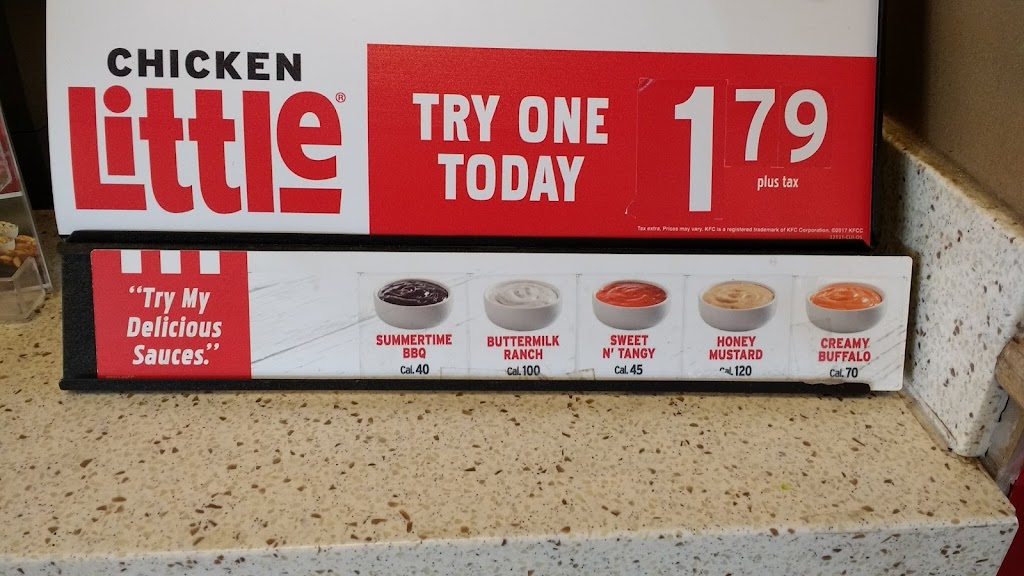 CHICKEN
Little®
TRY ONE
TODAY
1 79
plus tax
Tax extra. Prices may vary. KFC is a registered trademark of KFC Corporation. ©2017 KFCC
"Try My
Delicious
Sauces."
SUMMERTIME
BBQ
Cal. 40
BUTTERMILK
RANCH
Cal. 100
SWEET
N' TANGY
Cal. 45
HONEY
MUSTARD
Cal. 120
CREAMY
BUFFALO
Cal. 70